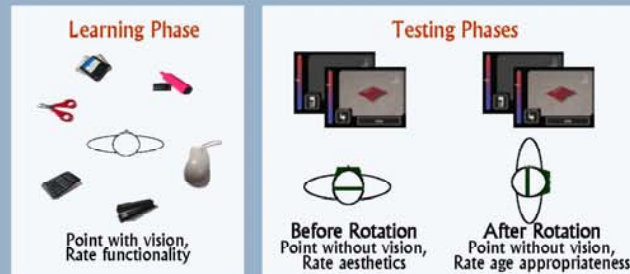 Learning Phase
Point with vision,
Rate functionality
Testing Phases
Before Rotation
Point without vision,
Rate aesthetics
After Rotation
Point without vision,
Rate age appropriateness